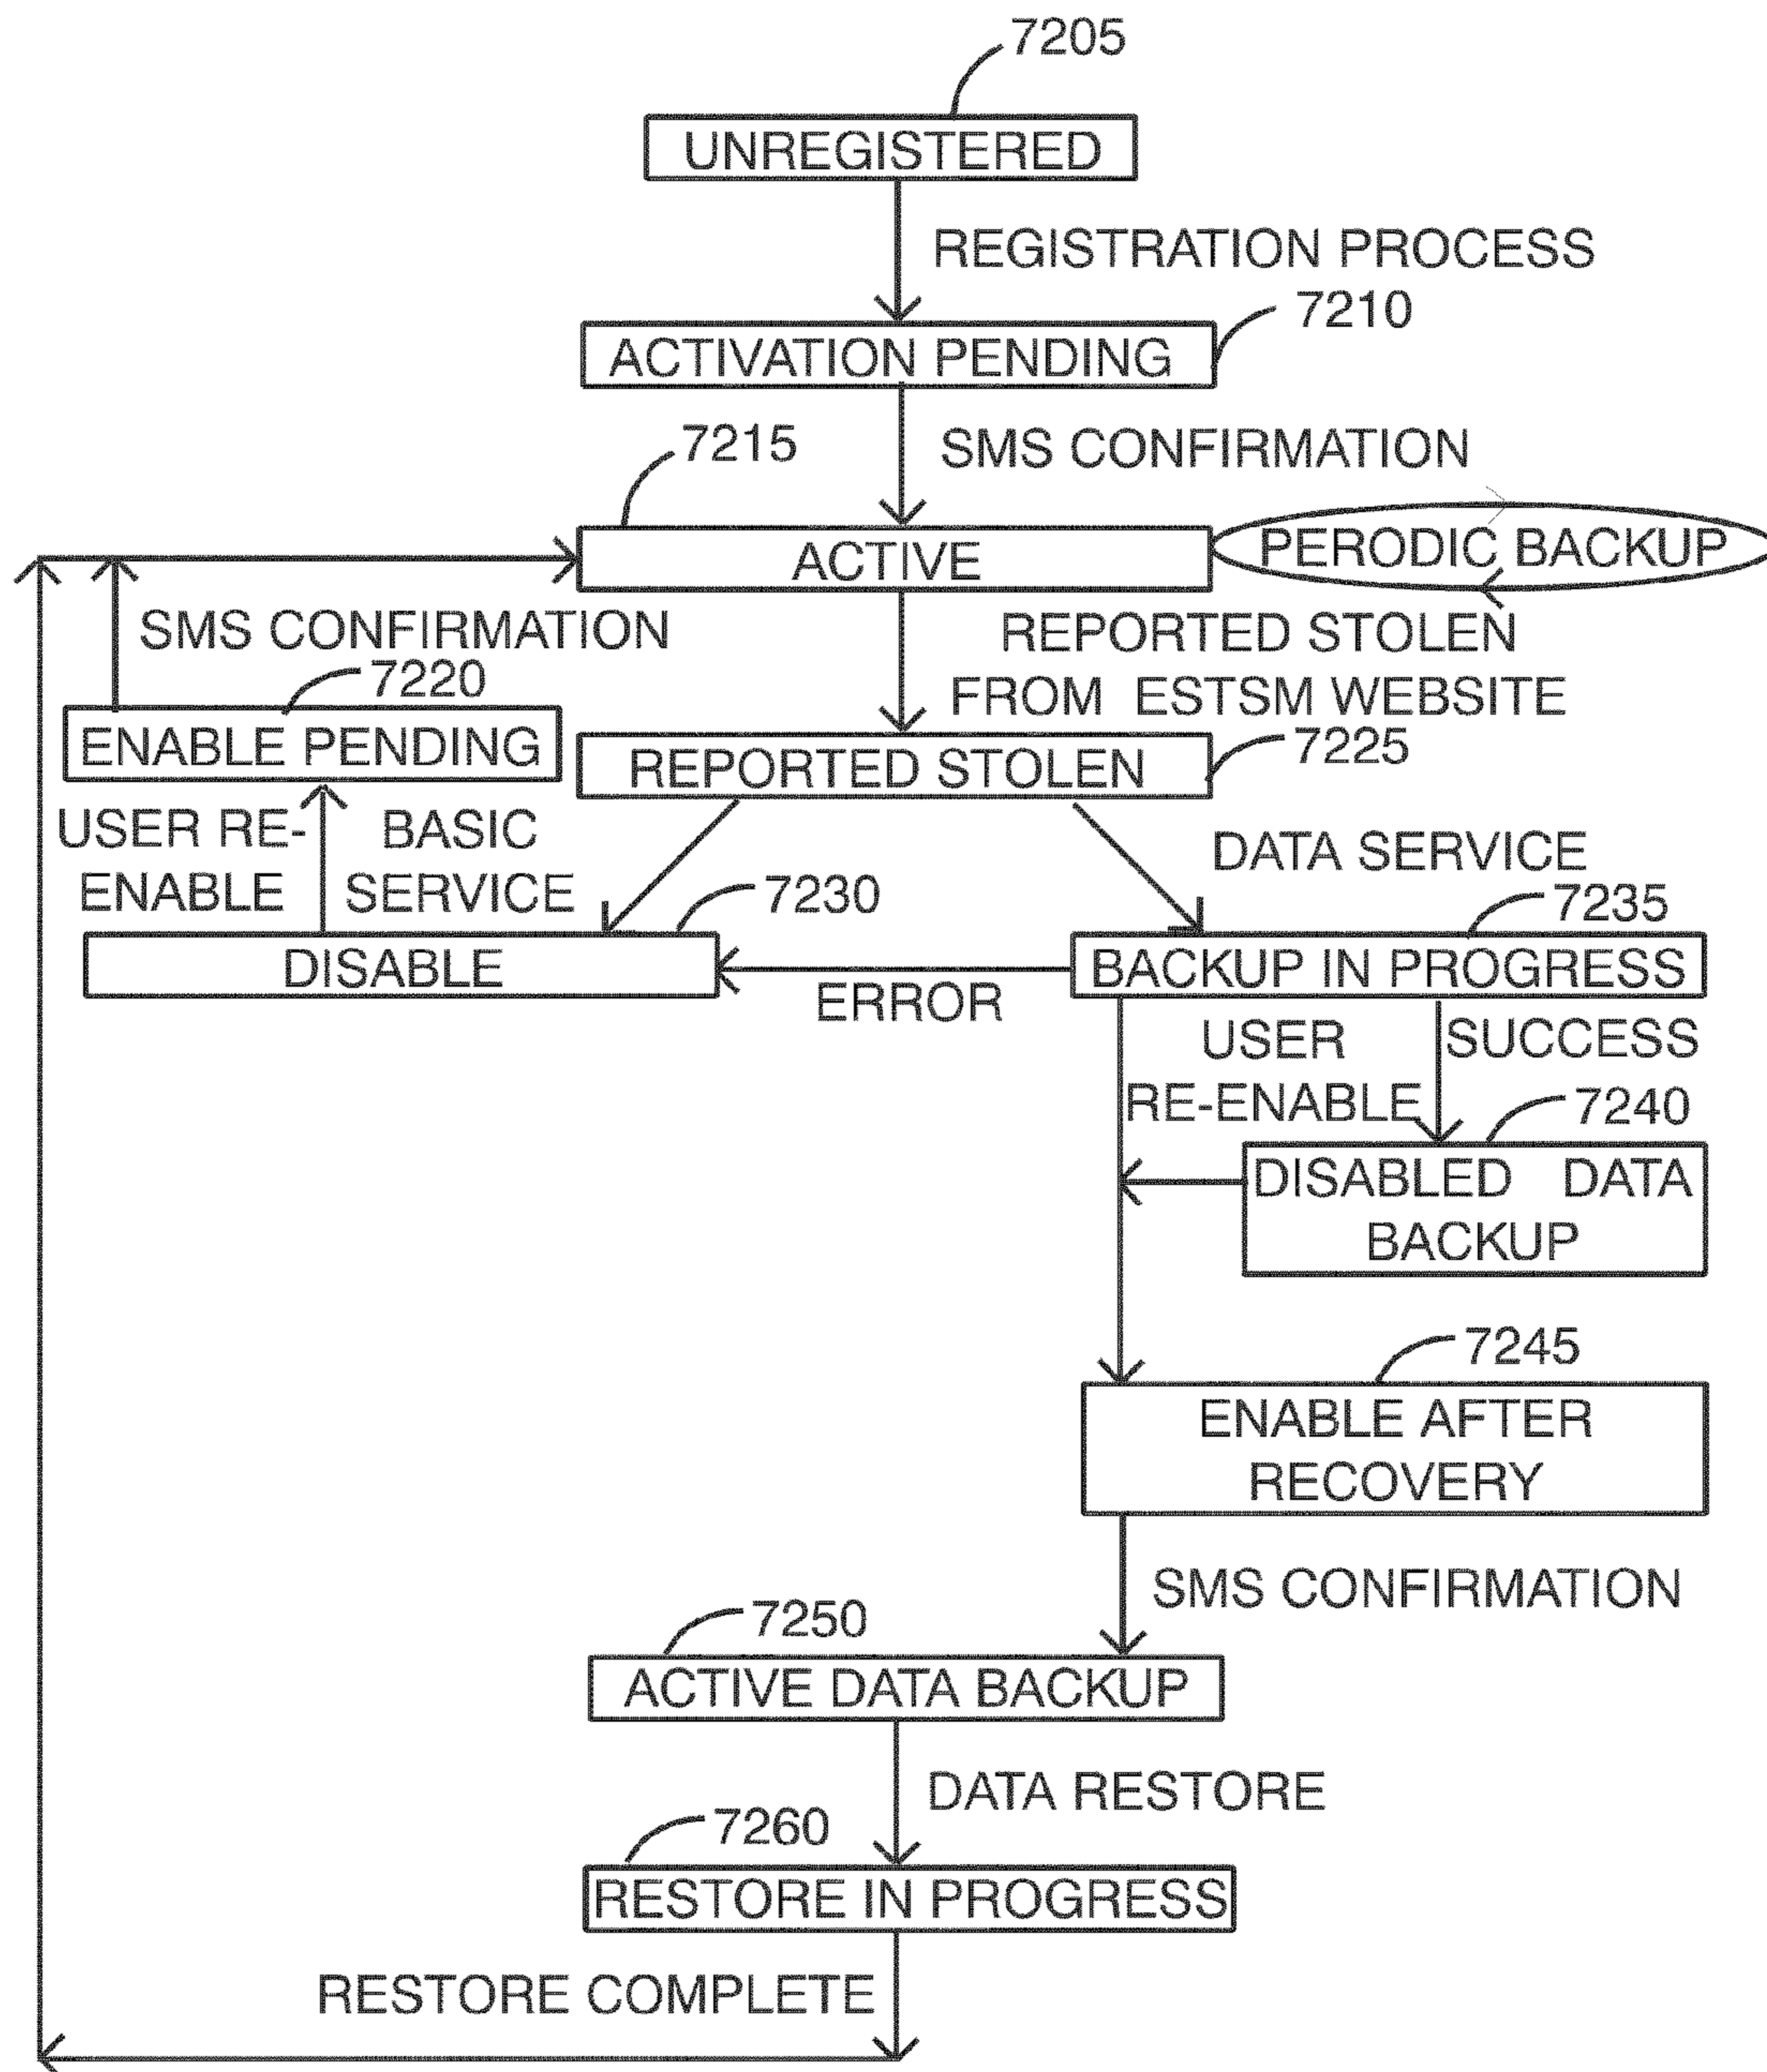 7205
UNREGISTERED
REGISTRATION PROCESS
7210
ACTIVATION PENDING
7215
SMS CONFIRMATION
ACTIVE
PERODIC BACKUP
SMS CONFIRMATION
REPORTED STOLEN
FROM ESTSM WEBSITE
7220
ENABLE PENDING
7225
REPORTED STOLEN
USER RE-
ENABLE
BASIC
SERVICE
DATA SERVICE
7230
7235
DISABLE
BACKUP IN PROGRESS
ERROR
USER
RE-ENABLE
SUCCESS
7240
DISABLED DATA
BACKUP
7245
ENABLE AFTER
RECOVERY
SMS CONFIRMATION
7250
ACTIVE DATA BACKUP
DATA RESTORE
7260
RESTORE IN PROGRESS
RESTORE COMPLETE